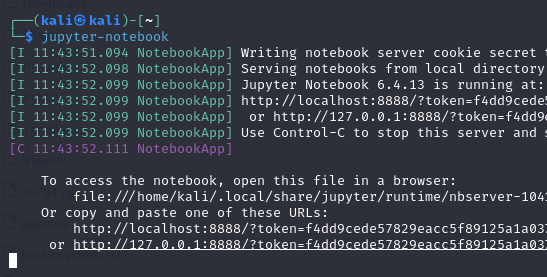 Downloads
┌──(kali㉿kali)-[~]
└─$ jupyter-notebook
[I 11:43:51.094 NotebookApp] Writing notebook server cookie secret
[I 11:43:52.098 NotebookApp] Serving notebooks from local directory
[I 11:43:52.099 NotebookApp] Jupyter Notebook 6.4.13 is running at:
[I 11:43:52.099 NotebookApp] http://localhost:8888/?token=f4dd9cede5
[I 11:43:52.099 NotebookApp]  or http://127.0.0.1:8888/?token=f4dd9c
[I 11:43:52.099 NotebookApp] Use Control-C to stop this server and s
[C 11:43:52.111 NotebookApp]
Videos
To access the notebook, open this file in a browser:
file:///home/kali/.local/share/jupyter/runtime/nbserver-104
Or copy and paste one of these URLs:
http://localhost:8888/?token=f4dd9cede57829eacc5f89125a1a03
or http://127.0.0.1:8888/?token=f4dd9cede57829eacc5f89125a1a03